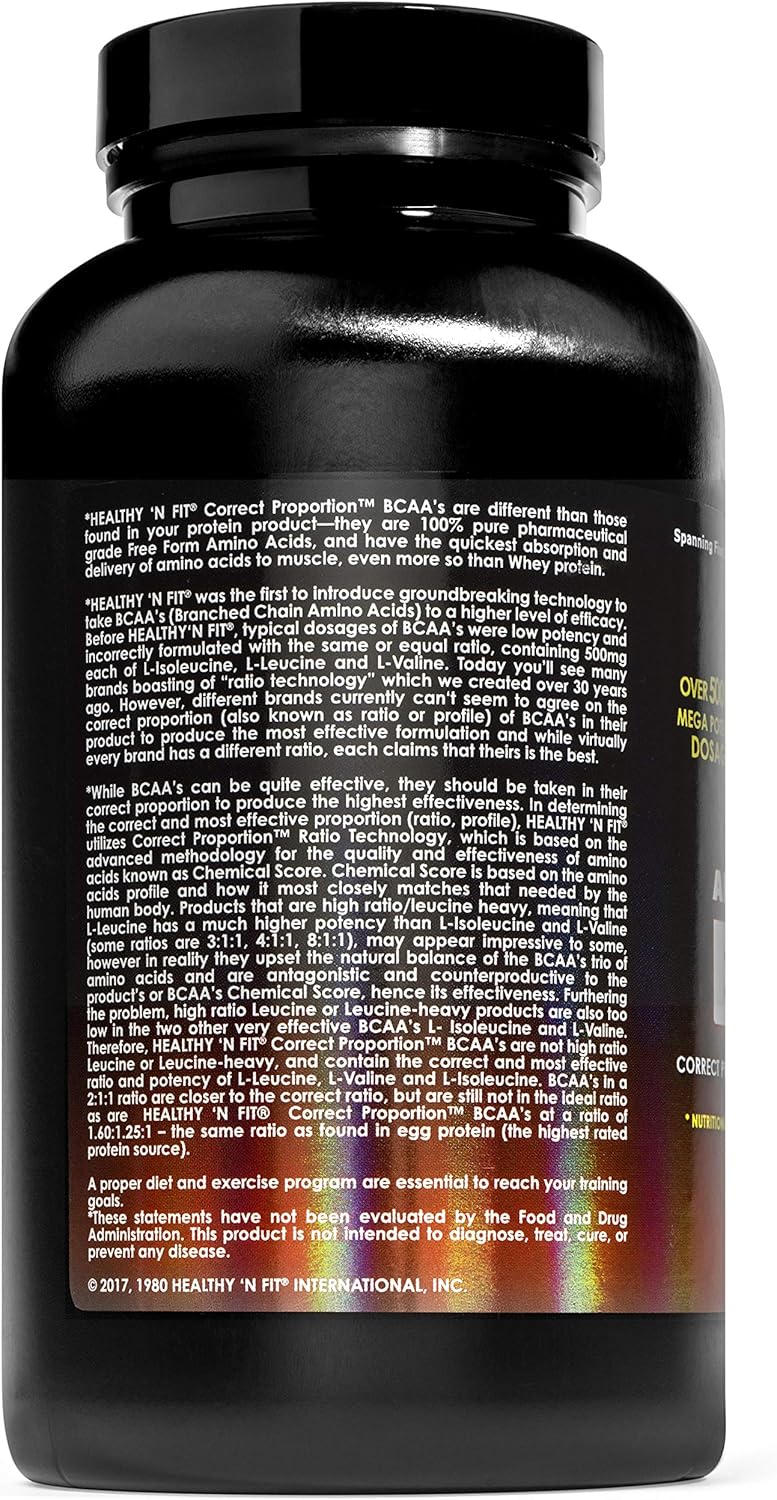 *HEALTHY 'N FIT® Correct Proportion™ BCAA's are different than those
found in your protein product—they are 100% pure pharmaceutical
grade Free Form Amino Acids, and have the quickest absorption and
delivery of amino acids to muscle, even more so than Whey protein.
*HEALTHY 'N FIT® was the first to introduce groundbreaking technology to
take BCAA's (Branched Chain Amino Acids) to a higher level of efficacy.
Before HEALTHY'N FIT®, typical dosages of BCAA's were low potency and
incorrectly formulated with the same or equal ratio, containing 500mg
each of L-Isoleucine, L-Leucine and L-Valine. Today you'll see many
brands boasting of "ratio technology" which we created over 30 years
ago. However, different brands currently can't seem to agree on the
correct proportion (also known as ratio or profile) of BCAA's in their
product to produce the most effective formulation and while virtually
every brand has a different ratio, each claims that theirs is the best.
*While BCAA's can be quite effective, they should be taken in their
correct proportion to produce the highest effectiveness. In determining
the correct and most effective proportion (ratio, profile), HEALTHY 'N FIT®
utilizes Correct Proportion™ Ratio Technology, which is based on the
advanced methodology for the quality and effectiveness of amino
acids known as Chemical Score. Chemical Score is based on the amino
acids profile and how it most closely matches that needed by the
human body. Products that are high ratio/leucine heavy, meaning that
L-Leucine has a much higher potency than L-Isoleucine and L-Valine
(some ratios are 3:1:1, 4:1:1, 8:1:1), may appear impressive to some,
however in reality they upset the natural balance of the BCAA's trio of
amino acids and are antagonistic and counterproductive to the
product's or BCAA's Chemical Score, hence its effectiveness. Furthering
the problem, high ratio Leucine or Leucine-heavy products are also too
low in the two other very effective BCAA's L- Isoleucine and L-Valine.
Therefore, HEALTHY 'N FIT® Correct Proportion™ BCAA's are not high ratio
Leucine or Leucine-heavy, and contain the correct and most effective
ratio and potency of L-Leucine, L-Valine and L-Isoleucine. BCAA's in a
2:1:1 ratio are closer to the correct ratio, but are still not in the ideal ratio
as are HEALTHY 'N FIT® Correct Proportion™ BCAA's at a ratio of
1.60:1.25:1 – the same ratio as found in egg protein (the highest rated
protein source).
A proper diet and exercise program are essential to reach your training
goals.
*These statements have not been evaluated by the Food and Drug
Administration. This product is not intended to diagnose, treat, cure, or
prevent any disease.
©2017, 1980 HEALTHY 'N FIT® INTERNATIONAL, INC.
Spanning
OVER
MEGA
CORRECT